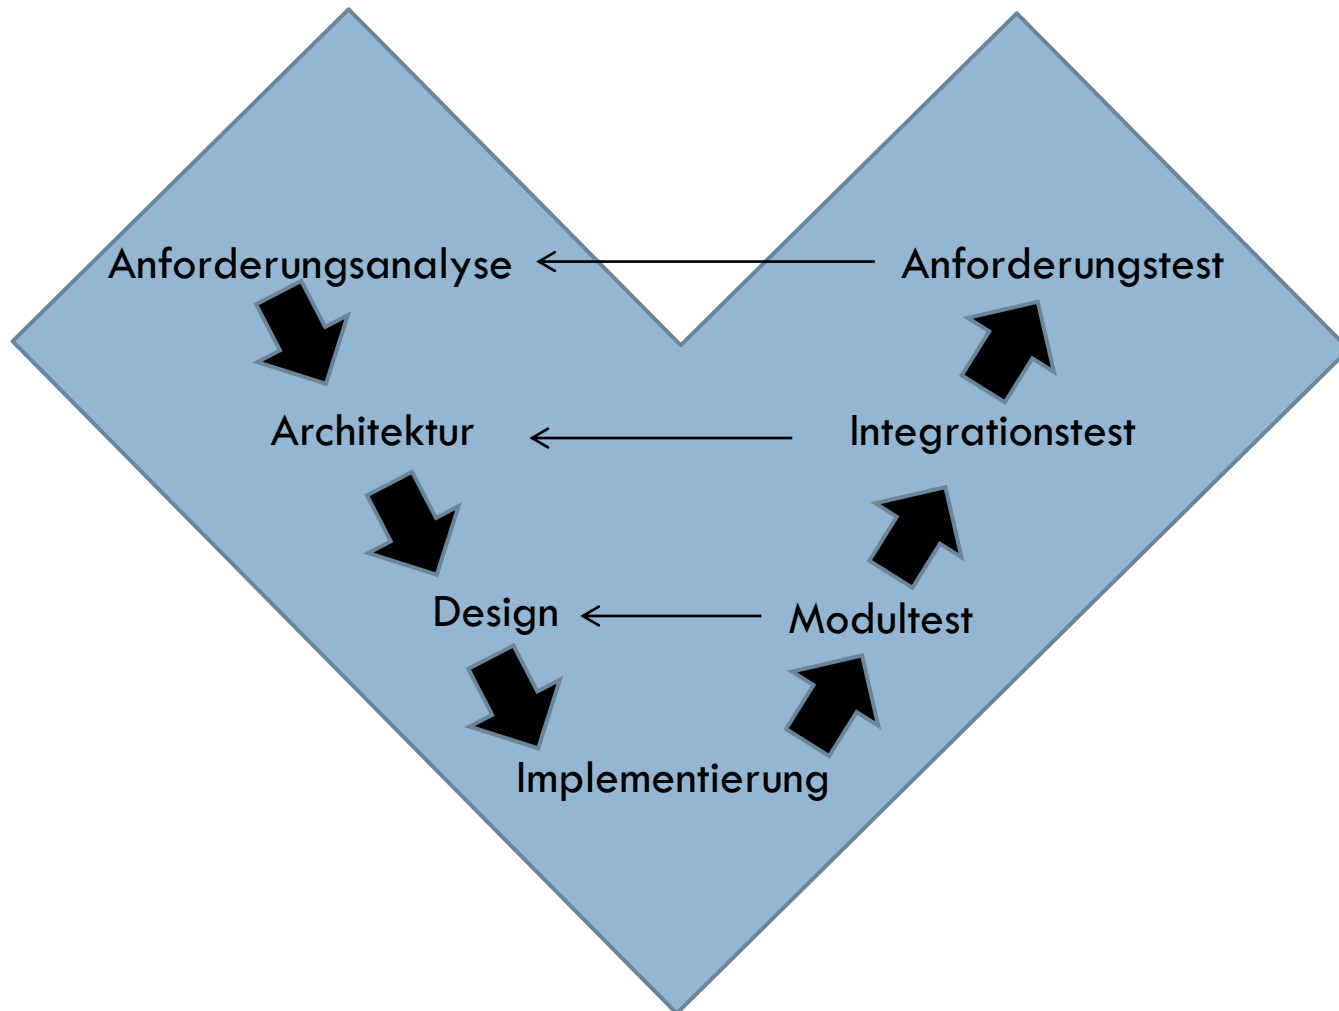 Anforderungsanalyse
Anforderungstest
Architektur
Integrationstest
Design
Modultest
Implementierung